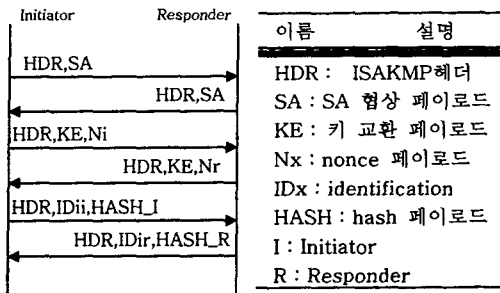 Initiator Responder
HDR,SA
HDR,SA
HDR,KE,Ni
HDR,KE,Nr
HDR,IDii,HASH_I
HDR,IDir,HASH_R
이름 설명
HDR : ISAKMP헤더
SA : SA 협상 페이로드
KE : 키 교환 페이로드
Nx : nonce 페이로드
IDx : identification
HASH : hash 페이로드
I : Initiator
R : Responder